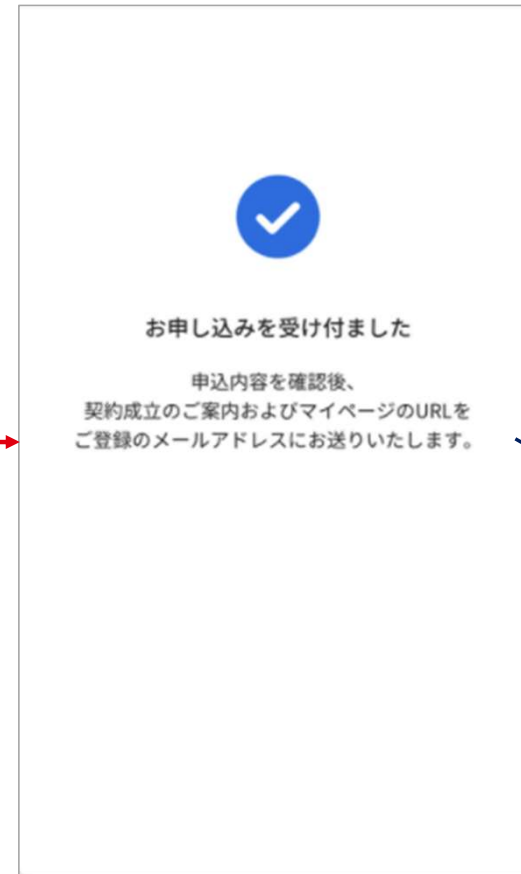 お申し込みを受け付ました
申込内容を確認後、
契約成立のご案内およびマイページのURLを
ご登録のメールアドレスにお送りいたします。